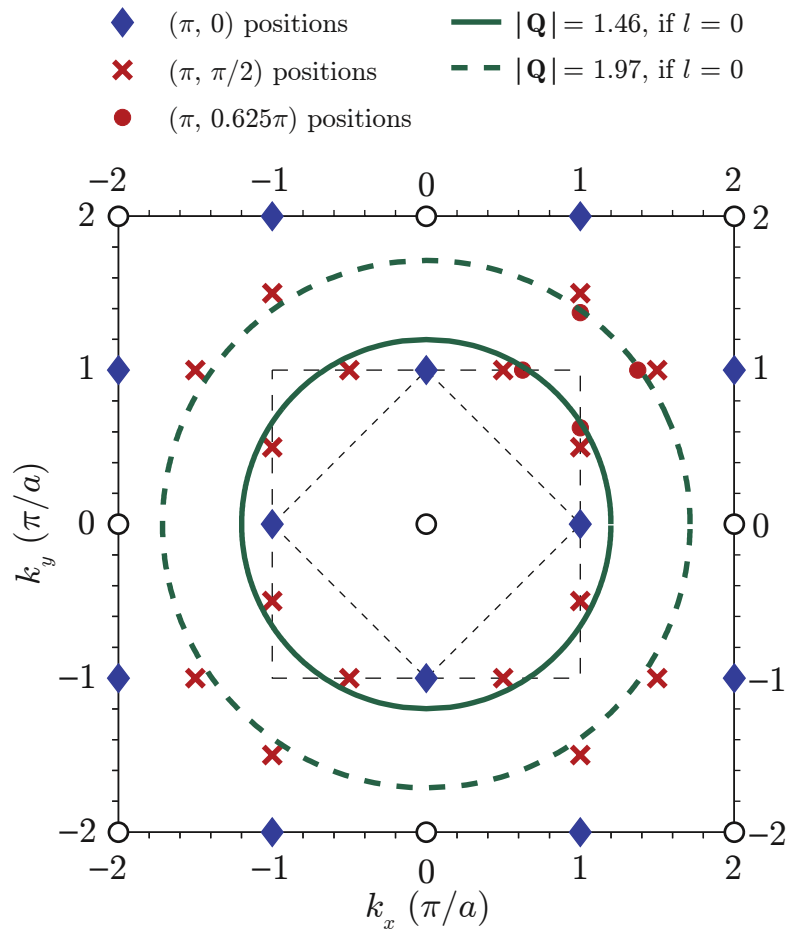 (π, 0) positions
(π, π/2) positions
(π, 0.625π) positions
|Q| = 1.46, if l = 0
|Q| = 1.97, if l = 0
−2 −1 0 1 2
2 2
1 1
0 0
−1 −1
−2 −2
−2 −1 0 1 2
k_y (π/a)
k_x (π/a)